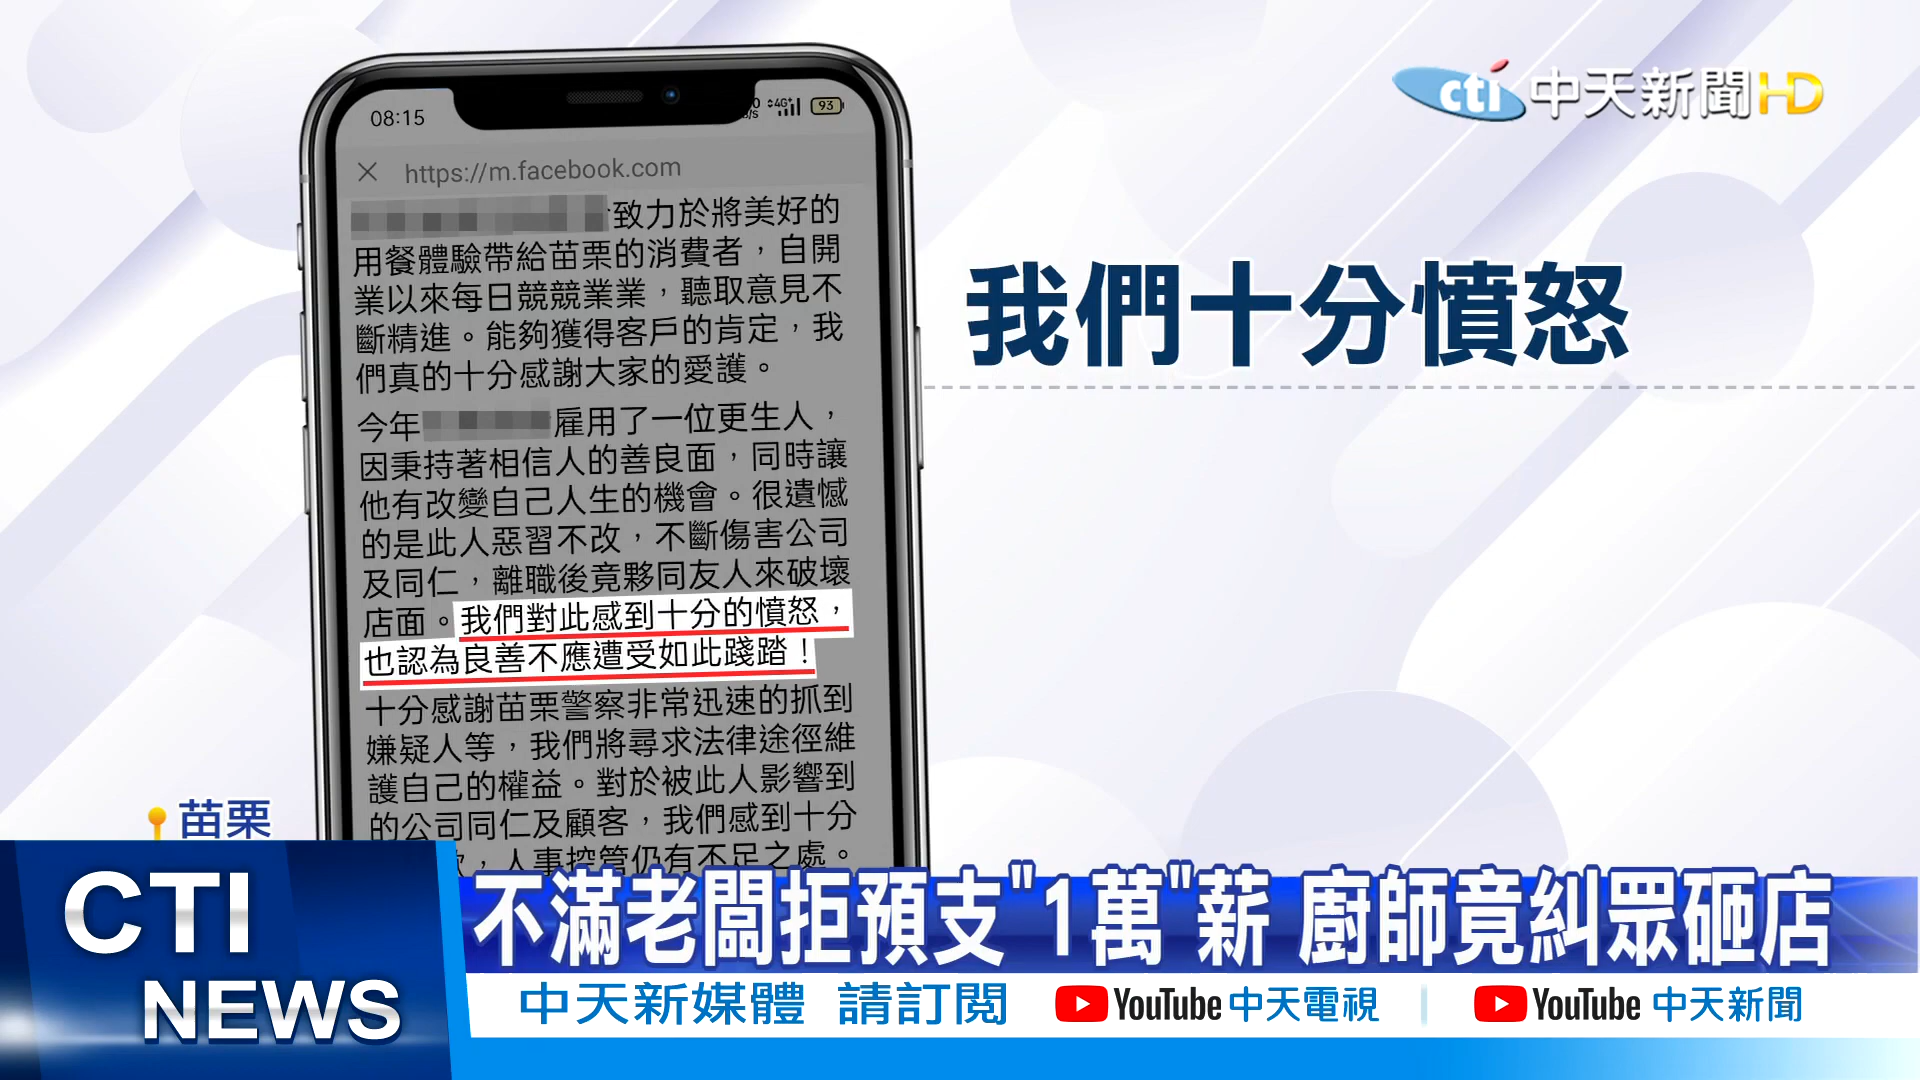 cti 中天新聞HD
08:15
4G+ 93
https://m.facebook.com
致力於將美好的
用餐體驗帶給苗栗的消費者，自開
業以來每日競競業業，聽取意見不
斷精進。能夠獲得客戶的肯定，我
們真的十分感謝大家的愛護。
今年 雇用了一位更生人，
因秉持著相信人的善良面，同時讓
他有改變自己人生的機會。很遺憾
的是此人惡習不改，不斷傷害公司
及同仁，離職後竟夥同友人來破壞
店面。我們對此感到十分的憤怒，
也認為良善不應遭受如此踐踏！
十分感謝苗栗警察非常迅速的抓到
嫌疑人等，我們將尋求法律途徑維
護自己的權益。對於被此人影響到
的公司同仁及顧客，我們感到十分
，人事控管仍有不足之處。
我們十分憤怒
苗栗
CTI
NEWS
不滿老闆拒預支"1萬"薪 廚師竟糾眾砸店
中天新媒體 請訂閱 YouTube 中天電視 | YouTube 中天新聞